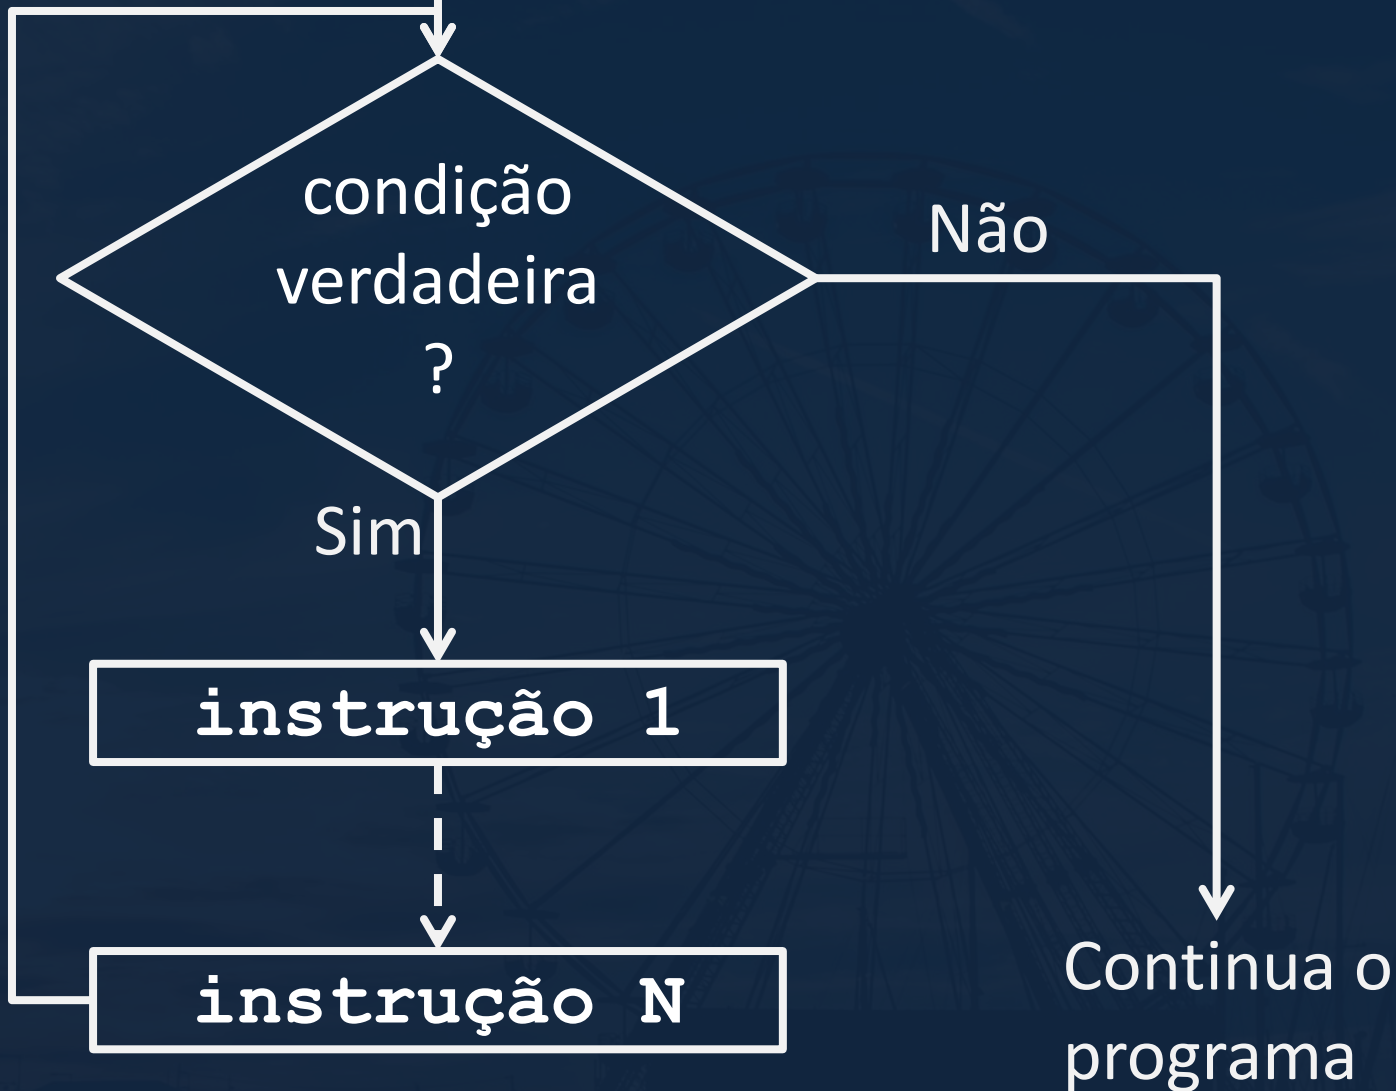 condição
verdadeira
?
Não
Sim
instrução 1
instrução N
Continua o
programa